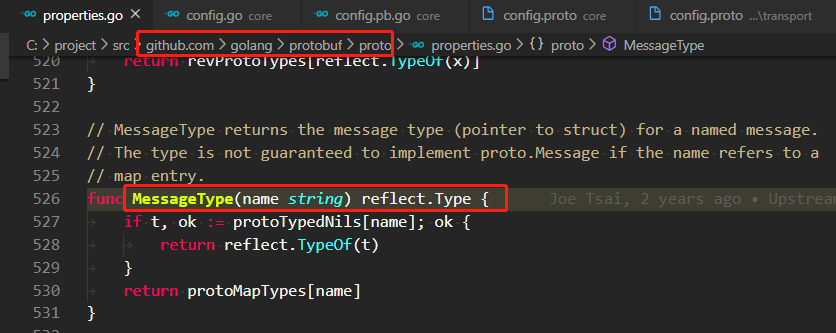 properties.go config.go core config.pb.go core config.proto core config.proto ...\transport
C: > project > src > github.com > golang > protobuf > proto > properties.go > {} proto > MessageType
520 return revProtoTypes[reflect.TypeOf(x)]
521 }
522
523 // MessageType returns the message type (pointer to struct) for a named message.
524 // The type is not guaranteed to implement proto.Message if the name refers to a
525 // map entry.
526 func MessageType(name string) reflect.Type { Joe Tsai, 2 years ago • Upstream
527 if t, ok := protoTypedNils[name]; ok {
528 return reflect.TypeOf(t)
529 }
530 return protoMapTypes[name]
531 }